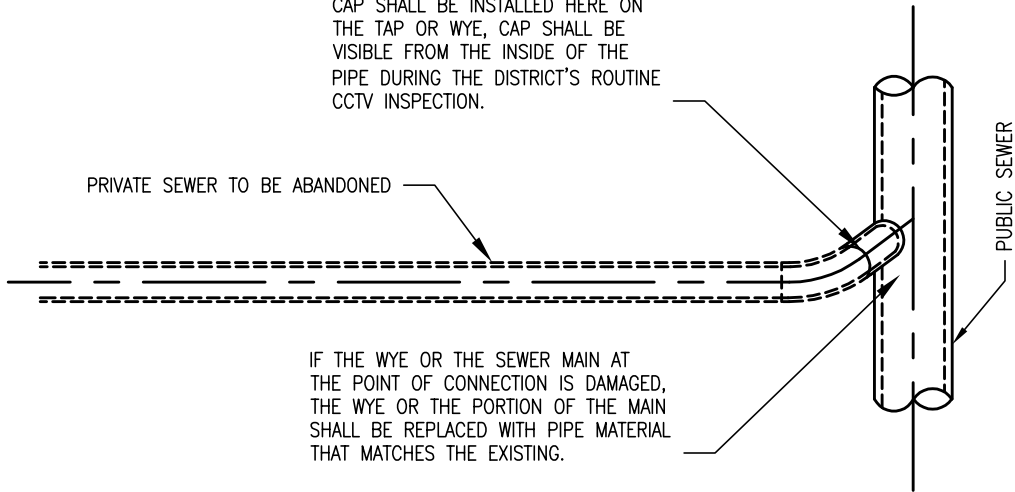 CAP SHALL BE INSTALLED HERE ON
THE TAP OR WYE, CAP SHALL BE
VISIBLE FROM THE INSIDE OF THE
PIPE DURING THE DISTRICT'S ROUTINE
CCTV INSPECTION.
PRIVATE SEWER TO BE ABANDONED
PUBLIC SEWER
IF THE WYE OR THE SEWER MAIN AT
THE POINT OF CONNECTION IS DAMAGED,
THE WYE OR THE PORTION OF THE MAIN
SHALL BE REPLACED WITH PIPE MATERIAL
THAT MATCHES THE EXISTING.